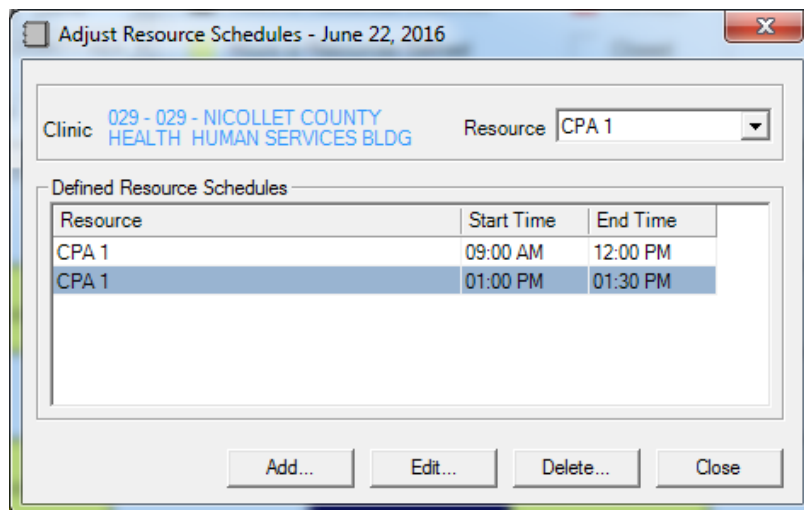 Adjust Resource Schedules - June 22, 2016
Clinic 029 - 029 - NICOLLET COUNTY
HEALTH HUMAN SERVICES BLDG
Resource CPA 1
Defined Resource Schedules
Resource Start Time End Time
CPA 1 09:00 AM 12:00 PM
CPA 1 01:00 PM 01:30 PM
Add... Edit... Delete... Close